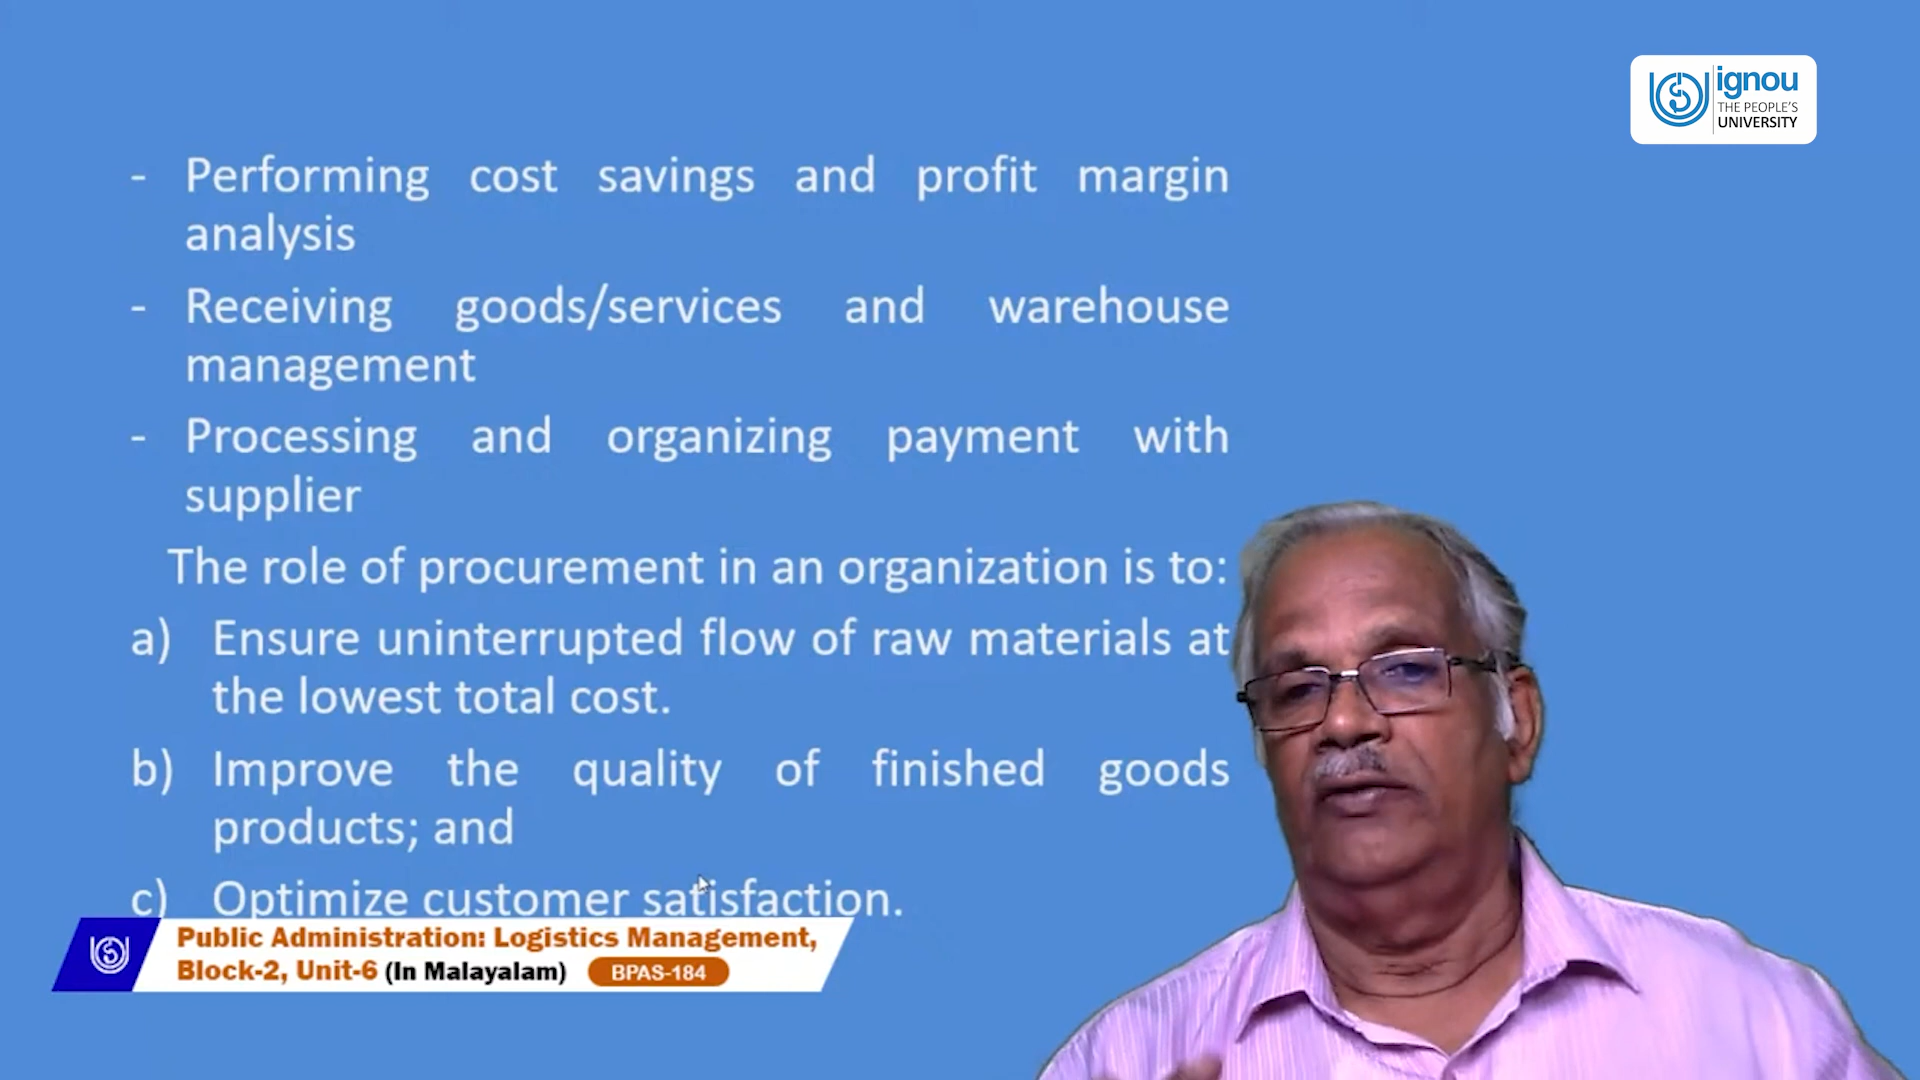 ignou
THE PEOPLE'S
UNIVERSITY
- Performing cost savings and profit margin
analysis
- Receiving goods/services and warehouse
management
- Processing and organizing payment with
supplier
The role of procurement in an organization is to:
a) Ensure uninterrupted flow of raw materials at
the lowest total cost.
b) Improve the quality of finished goods
products; and
c) Optimize customer satisfaction.
Public Administration: Logistics Management,
Block-2, Unit-6 (In Malayalam) BPAS-184